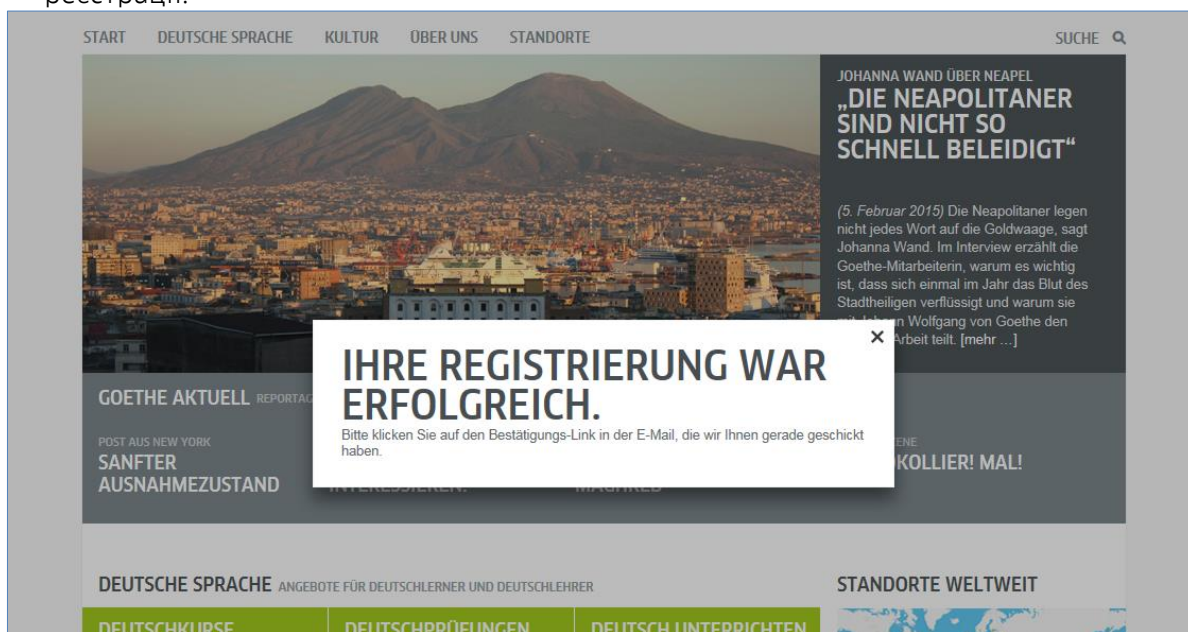 реєстрації.
START DEUTSCHE SPRACHE KULTUR ÜBER UNS STANDORTE SUCHE
JOHANNA WAND ÜBER NEAPEL
„DIE NEAPOLITANER
SIND NICHT SO
SCHNELL BELEIDIGT“
(5. Februar 2015) Die Neapolitaner legen
nicht jedes Wort auf die Goldwaage, sagt
Johanna Wand. Im Interview erzählt die
Goethe-Mitarbeiterin, warum es wichtig
ist, dass sich einmal im Jahr das Blut des
Stadtheiligen verflüssigt und warum sie
Wolfgang von Goethe den
Arbeit teilt. [mehr ...]
IHRE REGISTRIERUNG WAR
ERFOLGREICH.
Bitte klicken Sie auf den Bestätigungs-Link in der E-Mail, die wir Ihnen gerade geschickt
haben.
GOETHE AKTUELL
POST AUS NEW YORK
SANFTER
AUSNAHMEZUSTAND
MAL!
DEUTSCHE SPRACHE ANGEBOTE FÜR DEUTSCHLERNER UND DEUTSCHLEHRER
STANDORTE WELTWEIT
DEUTSCHKURSE DEUTSCHPRÜFUNGEN DEUTSCH UNTERRICHTEN